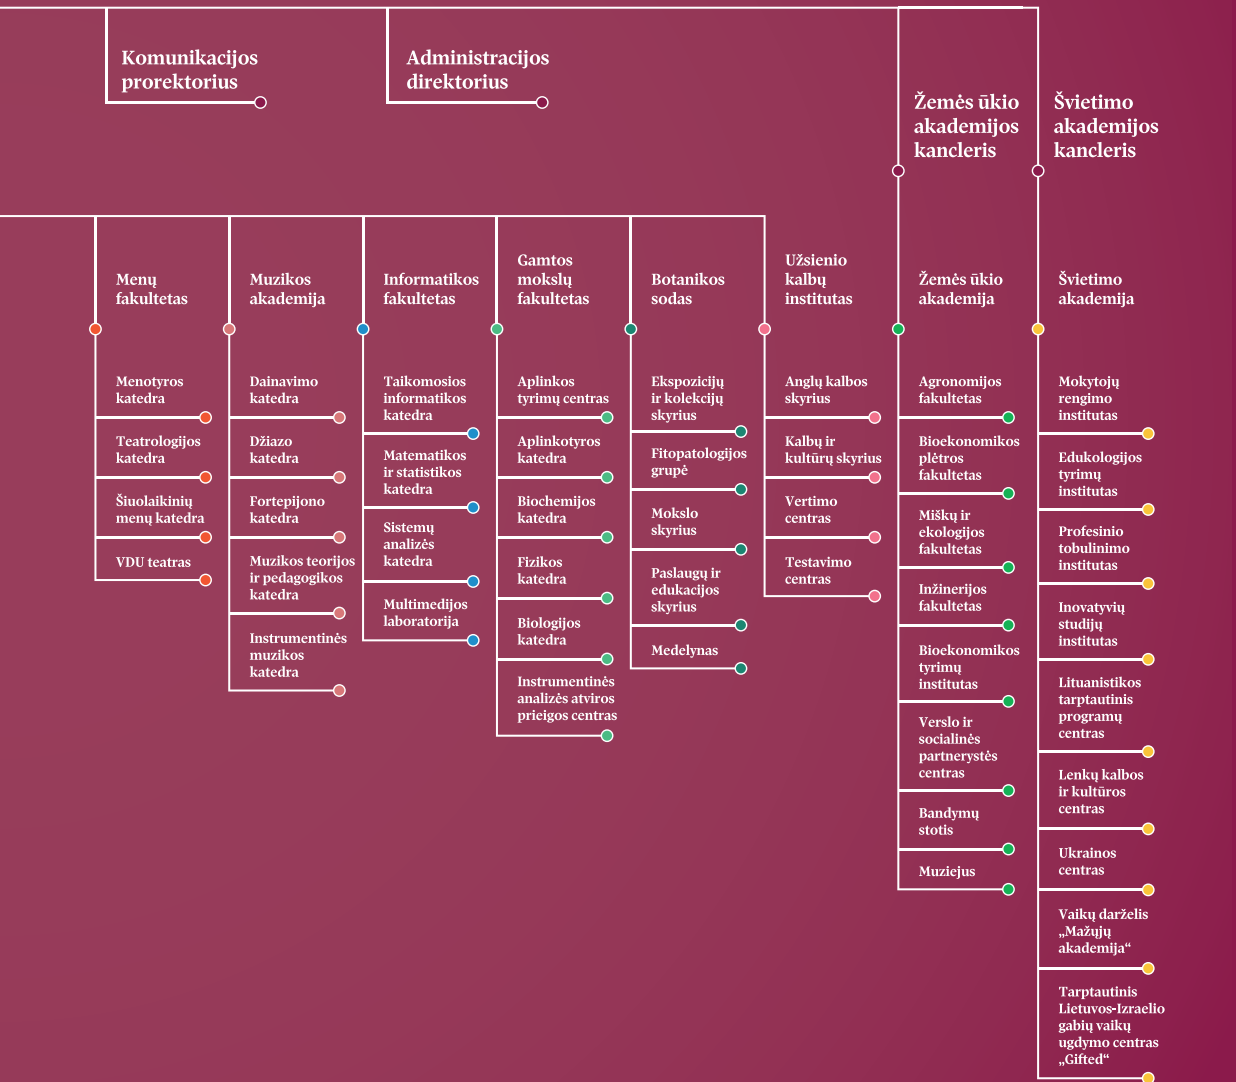 Komunikacijos
prorektorius
Administracijos
direktorius
Žemės ūkio
akademijos
kancleris
Švietimo
akademijos
kancleris
Menų
fakultetas
Menotyros
katedra
Teatrologijos
katedra
Šiuolaikinių
menų katedra
VDU teatras
Muzikos
akademija
Dainavimo
katedra
Džiazo
katedra
Fortepijono
katedra
Muzikos teorijos
ir pedagogikos
katedra
Instrumentinės
muzikos
katedra
Informatikos
fakultetas
Taikomosios
informatikos
katedra
Matematikos
ir statistikos
katedra
Sistemų
analizės
katedra
Multimedijos
laboratorija
Gamtos
mokslų
fakultetas
Aplinkos
tyrimų centras
Aplinkotyros
katedra
Biochemijos
katedra
Fizikos
katedra
Biologijos
katedra
Instrumentinės
analizės atviros
prieigos centras
Botanikos
sodas
Ekspozicijų
ir kolekcijų
skyrius
Fitopatologijos
grupė
Mokslo
skyrius
Paslaugų ir
edukacijos
skyrius
Medelynas
Užsienio
kalbų
institutas
Anglų kalbos
skyrius
Kalbų ir
kultūrų skyrius
Vertimo
centras
Testavimo
centras
Žemės ūkio
akademija
Agronomijos
fakultetas
Bioekonomikos
plėtros
fakultetas
Miškų ir
ekologijos
fakultetas
Inžinerijos
fakultetas
Bioekonomikos
tyrimų
institutas
Verslo ir
socialinės
partnerystės
centras
Bandymų
stotis
Muziejus
Švietimo
akademija
Mokytojų
rengimo
institutas
Edukologijos
tyrimų
institutas
Profesinio
tobulinimo
institutas
Inovatyvių
studijų
institutas
Lituanistikos
tarptautinis
programų
centras
Lenkų kalbos
ir kultūros
centras
Ukrainos
centras
Vaikų darželis
„Mažųjų
akademija“
Tarptautinis
Lietuvos-Izraelio
gabių vaikų
ugdymo centras
„Gifted“